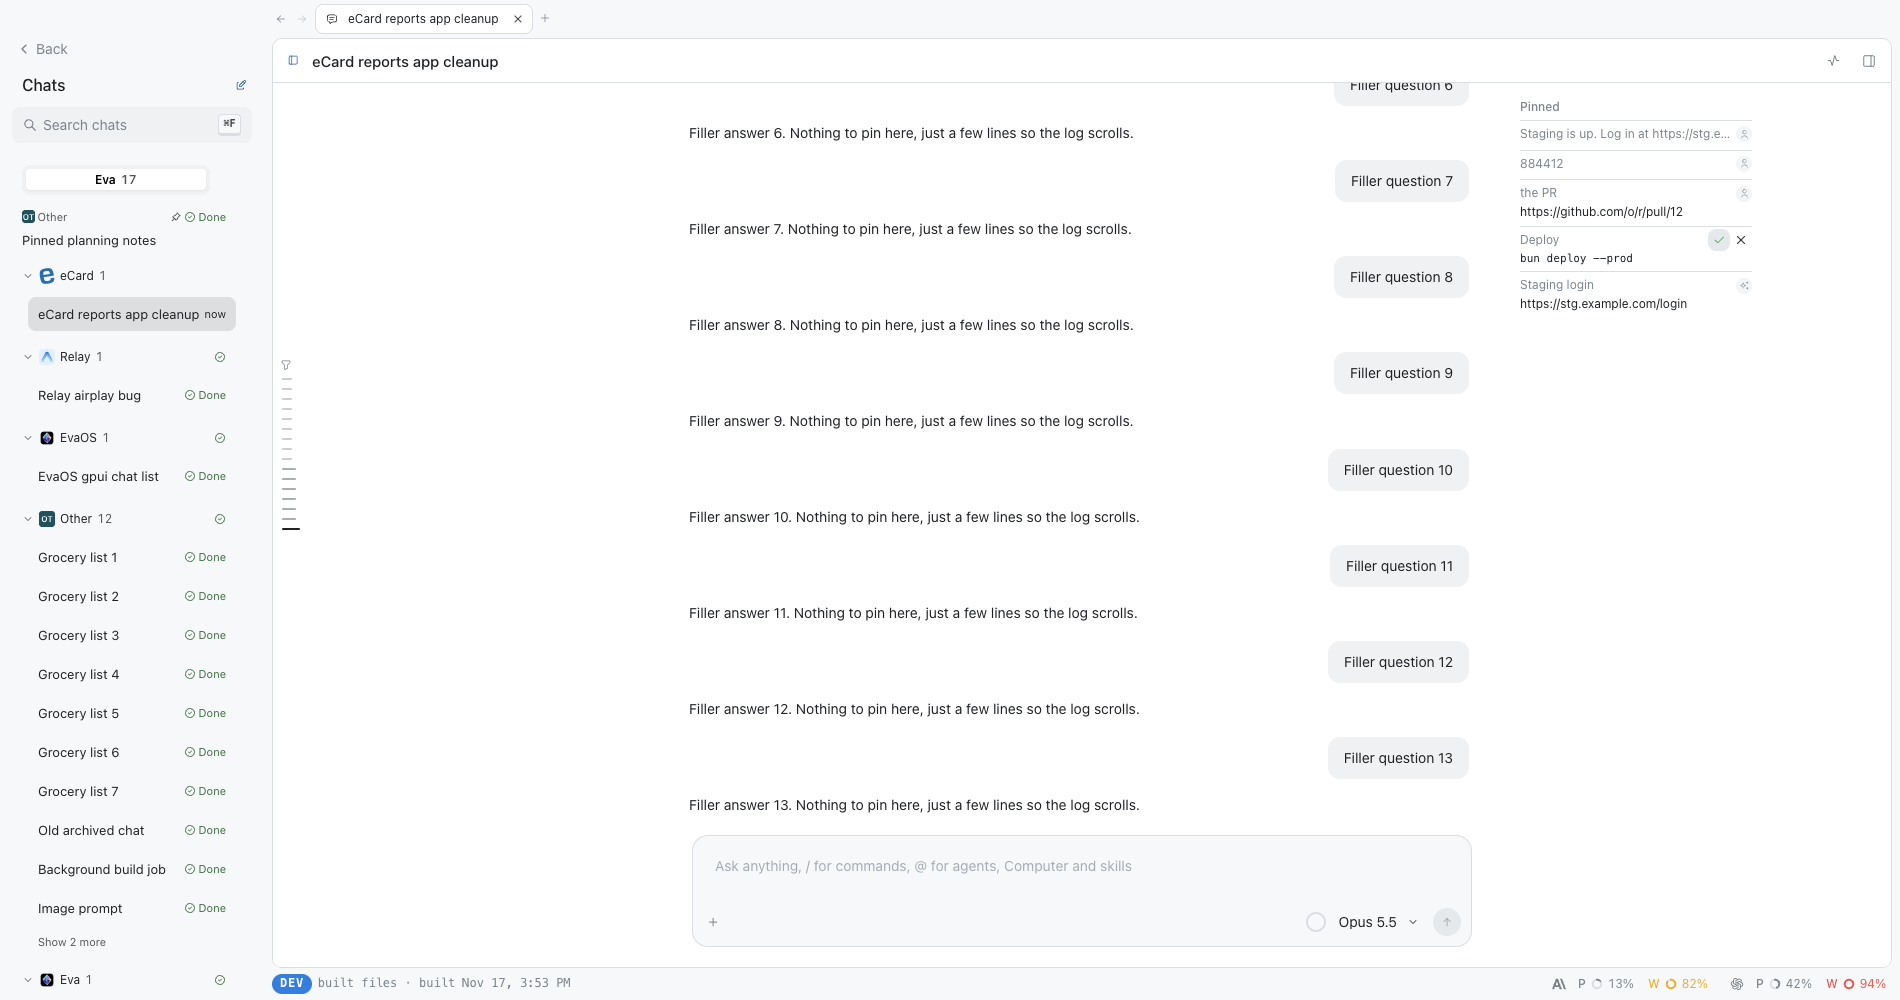 eCard reports app cleanup
Back
Chats
Search chats
⌘F
Eva 17
OT Other
Done
Pinned planning notes
eCard 1
eCard reports app cleanup now
Relay 1
Relay airplay bug Done
EvaOS 1
EvaOS gpui chat list Done
OT Other 12
Grocery list 1 Done
Grocery list 2 Done
Grocery list 3 Done
Grocery list 4 Done
Grocery list 5 Done
Grocery list 6 Done
Grocery list 7 Done
Old archived chat Done
Background build job Done
Image prompt Done
Show 2 more
Eva 1
eCard reports app cleanup
Filler question 6
Filler answer 6. Nothing to pin here, just a few lines so the log scrolls.
Filler question 7
Filler answer 7. Nothing to pin here, just a few lines so the log scrolls.
Filler question 8
Filler answer 8. Nothing to pin here, just a few lines so the log scrolls.
Filler question 9
Filler answer 9. Nothing to pin here, just a few lines so the log scrolls.
Filler question 10
Filler answer 10. Nothing to pin here, just a few lines so the log scrolls.
Filler question 11
Filler answer 11. Nothing to pin here, just a few lines so the log scrolls.
Filler question 12
Filler answer 12. Nothing to pin here, just a few lines so the log scrolls.
Filler question 13
Filler answer 13. Nothing to pin here, just a few lines so the log scrolls.
Ask anything, / for commands, @ for agents, Computer and skills
Opus 5.5
Pinned
Staging is up. Log in at https://stg.e...
884412
the PR
https://github.com/o/r/pull/12
Deploy
bun deploy --prod
Staging login
https://stg.example.com/login
DEV built files · built Nov 17, 3:53 PM
P 13% W 82% P 42% W 94%